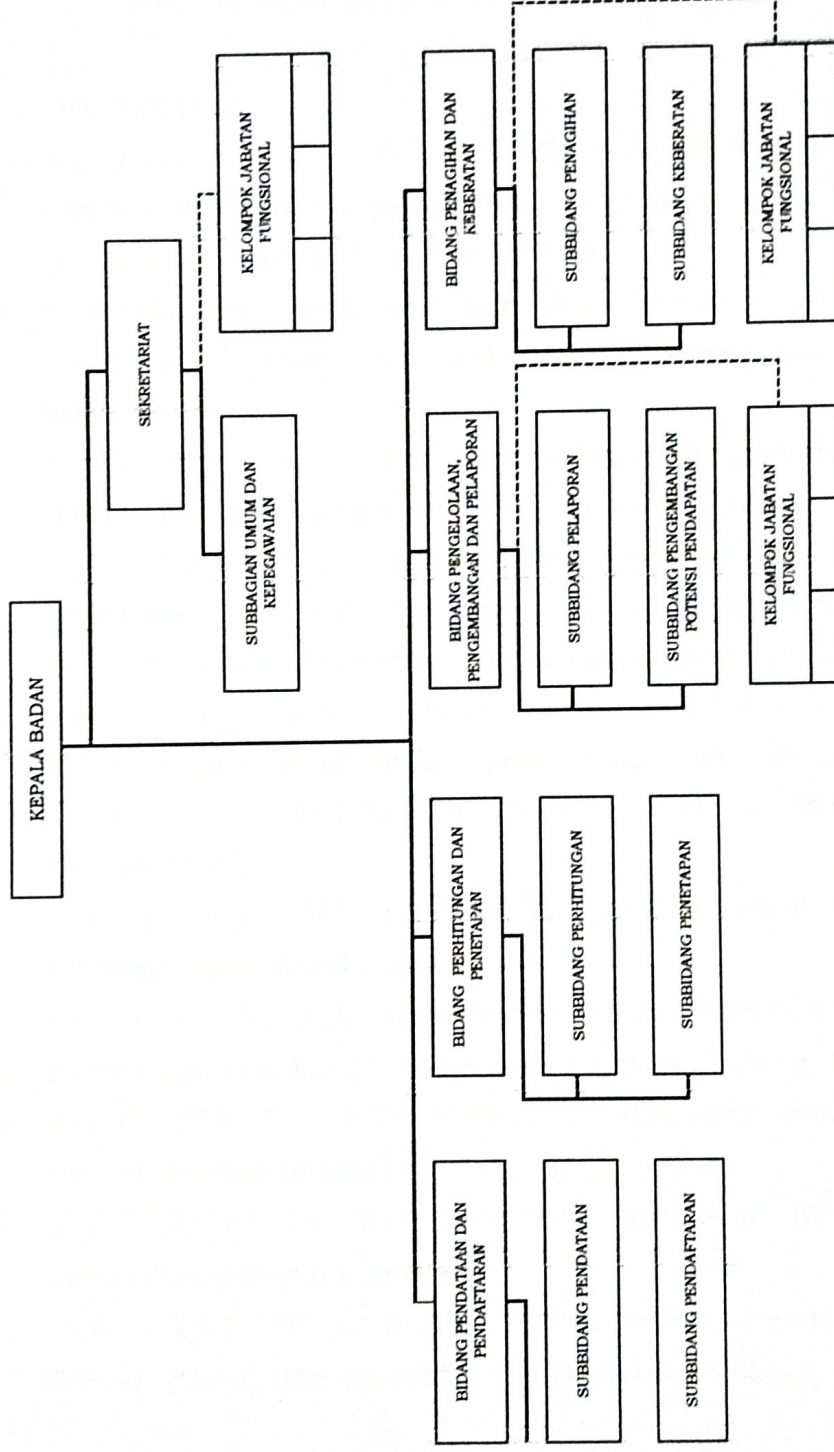 KEPALA BADAN
SEKRETARIAT
SUBBAGIAN UMUM DAN
KEPEGAWAIAN
KELOMPOK JABATAN
FUNGSIONAL
BIDANG PENDATAAN DAN
PENDAFTARAN
BIDANG PERHITUNGAN DAN
PENETAPAN
BIDANG PENGELOLAAN,
PENGEMBANGAN DAN PELAPORAN
BIDANG PENAGIHAN DAN
KEBERATAN
SUBBIDANG PENDATAAN
SUBBIDANG PERHITUNGAN
SUBBIDANG PELAPORAN
SUBBIDANG PENAGIHAN
SUBBIDANG PENDAFTARAN
SUBBIDANG PENETAPAN
SUBBIDANG PENGEMBANGAN
POTENSI PENDAPATAN
SUBBIDANG KEBERATAN
KELOMPOK JABATAN
FUNGSIONAL
KELOMPOK JABATAN
FUNGSIONAL